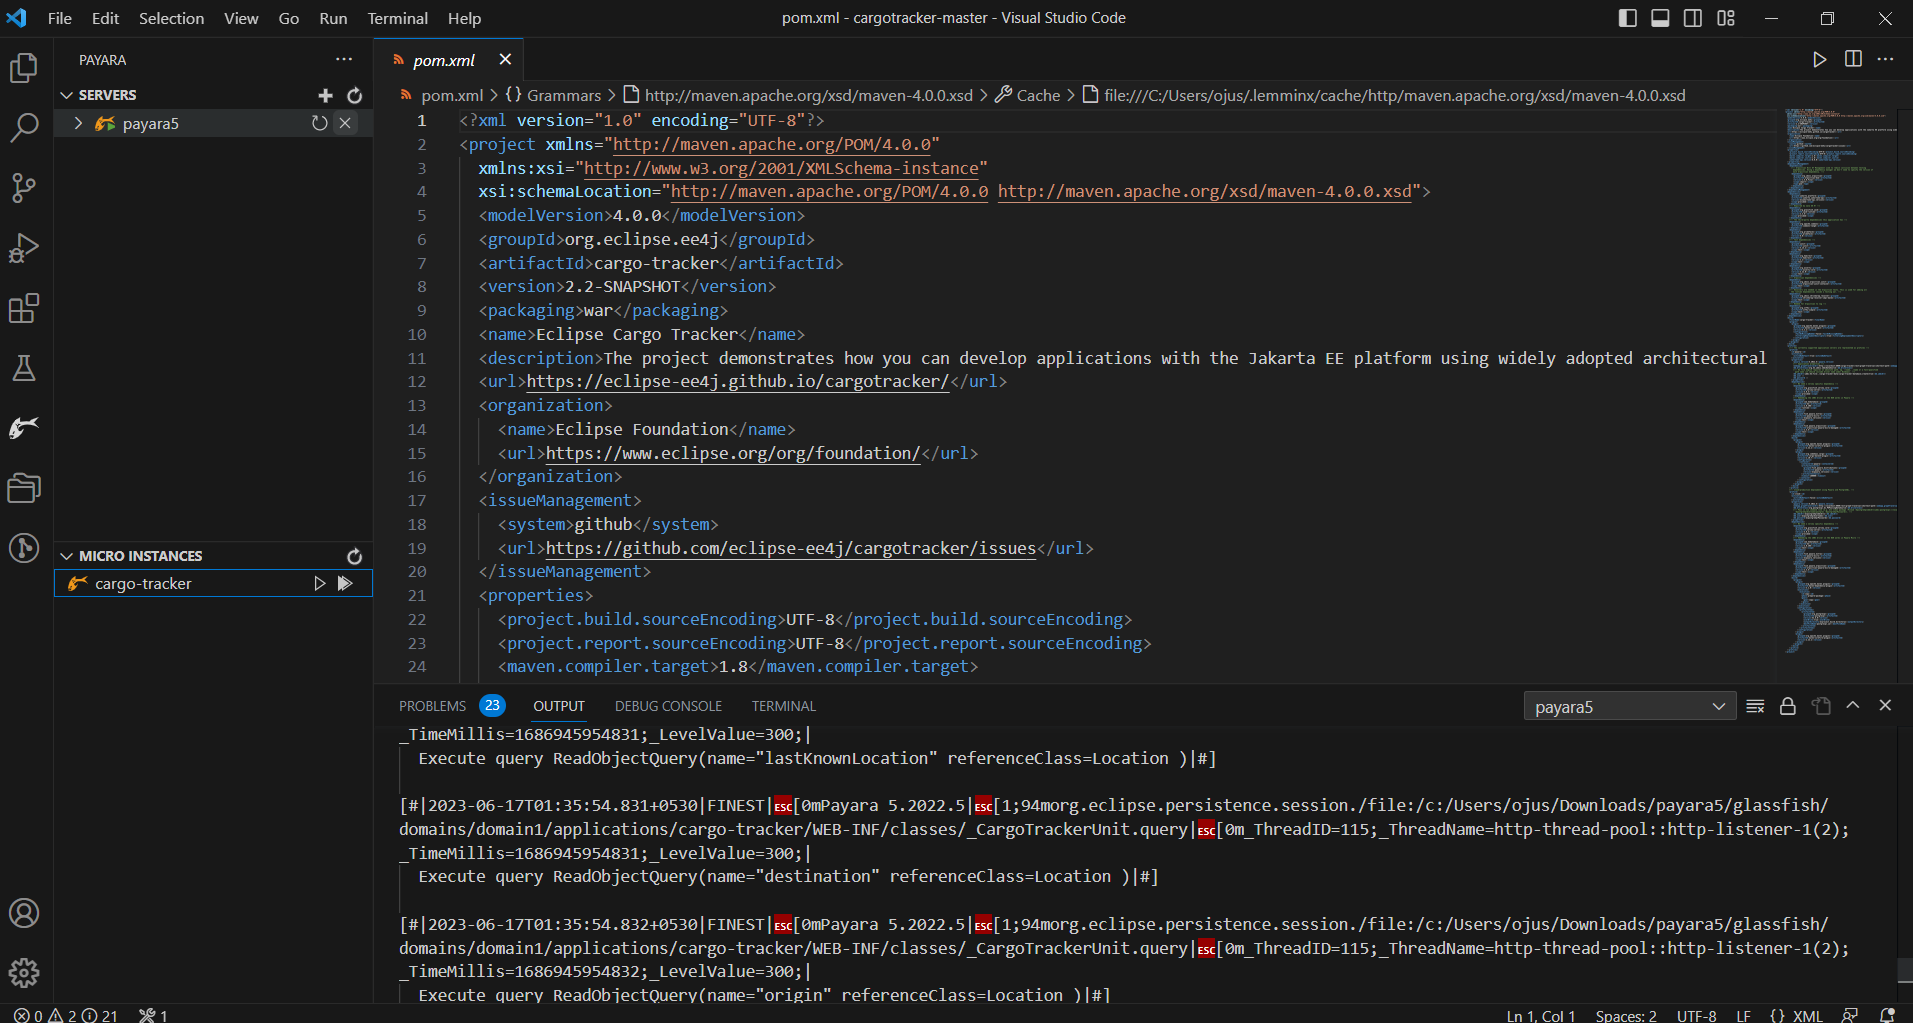 File Edit Selection View Go Run Terminal Help
pom.xml - cargotracker-master - Visual Studio Code
PAYARA
SERVERS
payara5
MICRO INSTANCES
cargo-tracker
pom.xml
pom.xml > {} Grammars > http://maven.apache.org/xsd/maven-4.0.0.xsd > Cache > file:///C:/Users/ojus/.lemminx/cache/http/maven.apache.org/xsd/maven-4.0.0.xsd
1 <?xml version="1.0" encoding="UTF-8"?>
2 <project xmlns="http://maven.apache.org/POM/4.0.0"
3 xmlns:xsi="http://www.w3.org/2001/XMLSchema-instance"
4 xsi:schemaLocation="http://maven.apache.org/POM/4.0.0 http://maven.apache.org/xsd/maven-4.0.0.xsd">
5 <modelVersion>4.0.0</modelVersion>
6 <groupId>org.eclipse.ee4j</groupId>
7 <artifactId>cargo-tracker</artifactId>
8 <version>2.2-SNAPSHOT</version>
9 <packaging>war</packaging>
10 <name>Eclipse Cargo Tracker</name>
11 <description>The project demonstrates how you can develop applications with the Jakarta EE platform using widely adopted architectural
12 <url>https://eclipse-ee4j.github.io/cargotracker/</url>
13 <organization>
14 <name>Eclipse Foundation</name>
15 <url>https://www.eclipse.org/org/foundation/</url>
16 </organization>
17 <issueManagement>
18 <system>github</system>
19 <url>https://github.com/eclipse-ee4j/cargotracker/issues</url>
20 </issueManagement>
21 <properties>
22 <project.build.sourceEncoding>UTF-8</project.build.sourceEncoding>
23 <project.report.sourceEncoding>UTF-8</project.report.sourceEncoding>
24 <maven.compiler.target>1.8</maven.compiler.target>
PROBLEMS 23 OUTPUT DEBUG CONSOLE TERMINAL
payara5
_TimeMillis=1686945954831;_LevelValue=300;|
Execute query ReadObjectQuery(name="lastKnownLocation" referenceClass=Location )|#]
[#|2023-06-17T01:35:54.831+0530|FINEST|ESC[0mPayara 5.2022.5|ESC[1;94morg.eclipse.persistence.session./file:/c:/Users/ojus/Downloads/payara5/glassfish/
domains/domain1/applications/cargo-tracker/WEB-INF/classes/_CargoTrackerUnit.query|ESC[0m_ThreadID=115;_ThreadName=http-thread-pool::http-listener-1(2);
_TimeMillis=1686945954831;_LevelValue=300;|
Execute query ReadObjectQuery(name="destination" referenceClass=Location )|#]
[#|2023-06-17T01:35:54.832+0530|FINEST|ESC[0mPayara 5.2022.5|ESC[1;94morg.eclipse.persistence.session./file:/c:/Users/ojus/Downloads/payara5/glassfish/
domains/domain1/applications/cargo-tracker/WEB-INF/classes/_CargoTrackerUnit.query|ESC[0m_ThreadID=115;_ThreadName=http-thread-pool::http-listener-1(2);
_TimeMillis=1686945954832;_LevelValue=300;|
Execute query ReadObjectQuery(name="origin" referenceClass=Location )|#]
0 2 21 1
Ln 1, Col 1 Spaces: 2 UTF-8 LF {} XML